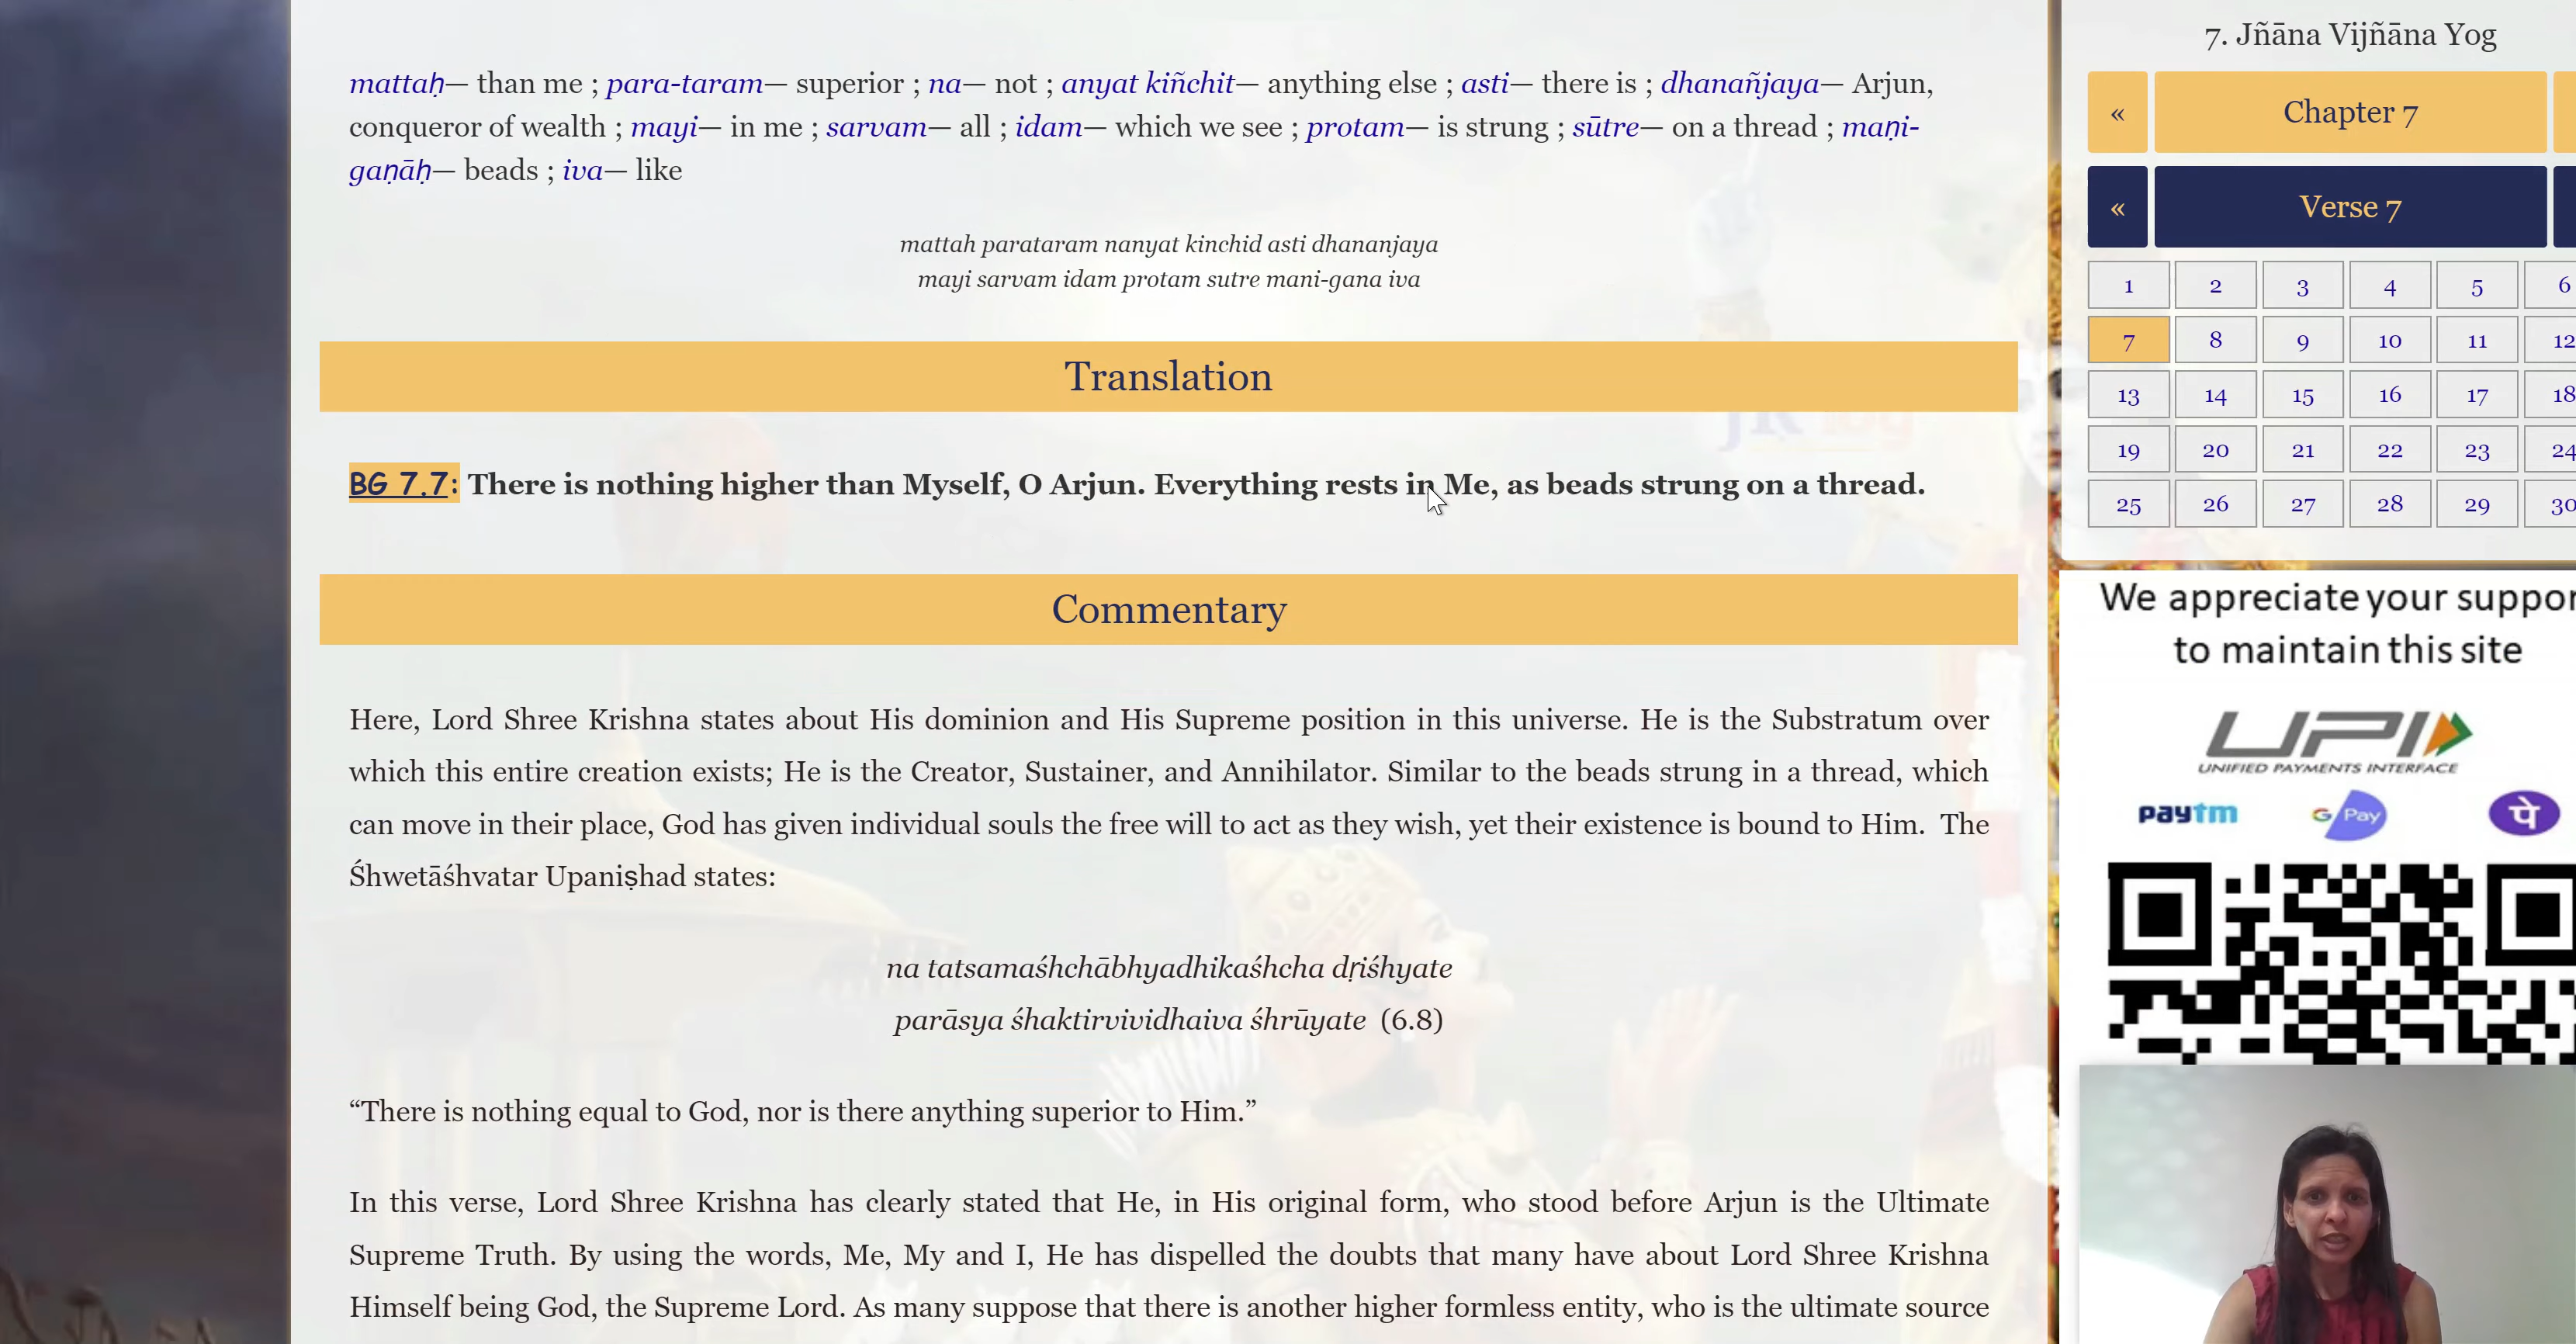 mattaḥ— than me ; para-taram— superior ; na— not ; anyat kiñchit— anything else ; asti— there is ; dhanañjaya— Arjun,
conqueror of wealth ; mayi— in me ; sarvam— all ; idam— which we see ; protam— is strung ; sūtre— on a thread ; maṇi-
gaṇāḥ— beads ; iva— like
mattah parataram nanyat kinchid asti dhananjaya
mayi sarvam idam protam sutre mani-gana iva
Translation
BG 7.7: There is nothing higher than Myself, O Arjun. Everything rests in Me, as beads strung on a thread.
Commentary
Here, Lord Shree Krishna states about His dominion and His Supreme position in this universe. He is the Substratum over
which this entire creation exists; He is the Creator, Sustainer, and Annihilator. Similar to the beads strung in a thread, which
can move in their place, God has given individual souls the free will to act as they wish, yet their existence is bound to Him.  The
Śhwetāśhvatar Upaniṣhad states:
na tatsamaśhchābhyadhikaśhcha dṛiśhyate
parāsya śhaktirvividhaiva śhrūyate  (6.8)
“There is nothing equal to God, nor is there anything superior to Him.”
In this verse, Lord Shree Krishna has clearly stated that He, in His original form, who stood before Arjun is the Ultimate
Supreme Truth. By using the words, Me, My and I, He has dispelled the doubts that many have about Lord Shree Krishna
Himself being God, the Supreme Lord. As many suppose that there is another higher formless entity, who is the ultimate source
7. Jñāna Vijñāna Yog
« Chapter 7
« Verse 7
1 2 3 4 5 6
7 8 9 10 11 12
13 14 15 16 17 18
19 20 21 22 23 24
25 26 27 28 29 30
We appreciate your suppor
to maintain this site
UPI
UNIFIED PAYMENTS INTERFACE
paytm G Pay पे